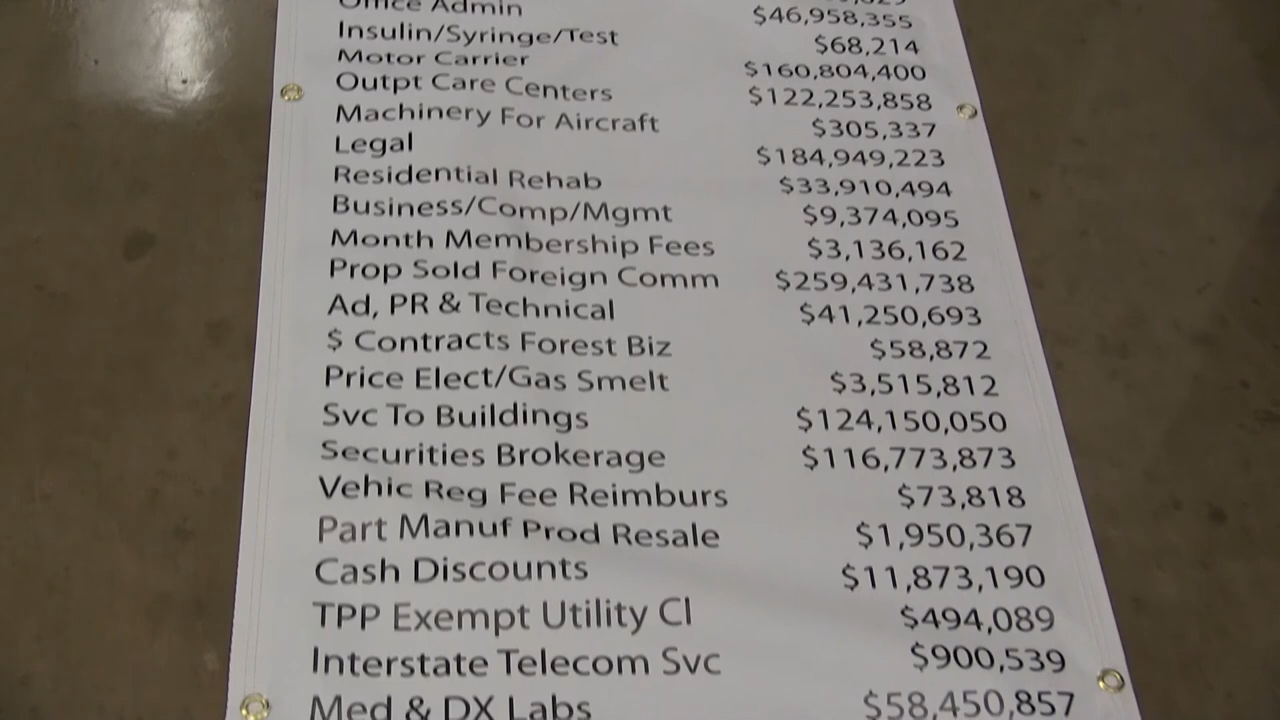 Office Admin $46,958,355
Insulin/Syringe/Test $68,214
Motor Carrier $160,804,400
Outpt Care Centers $122,253,858
Machinery For Aircraft $305,337
Legal $184,949,223
Residential Rehab $33,910,494
Business/Comp/Mgmt $9,374,095
Month Membership Fees $3,136,162
Prop Sold Foreign Comm $259,431,738
Ad, PR & Technical $41,250,693
$ Contracts Forest Biz $58,872
Price Elect/Gas Smelt $3,515,812
Svc To Buildings $124,150,050
Securities Brokerage $116,773,873
Vehic Reg Fee Reimburs $73,818
Part Manuf Prod Resale $1,950,367
Cash Discounts $11,873,190
TPP Exempt Utility Cl $494,089
Interstate Telecom Svc $900,539
Med & DX Labs $58,450,857